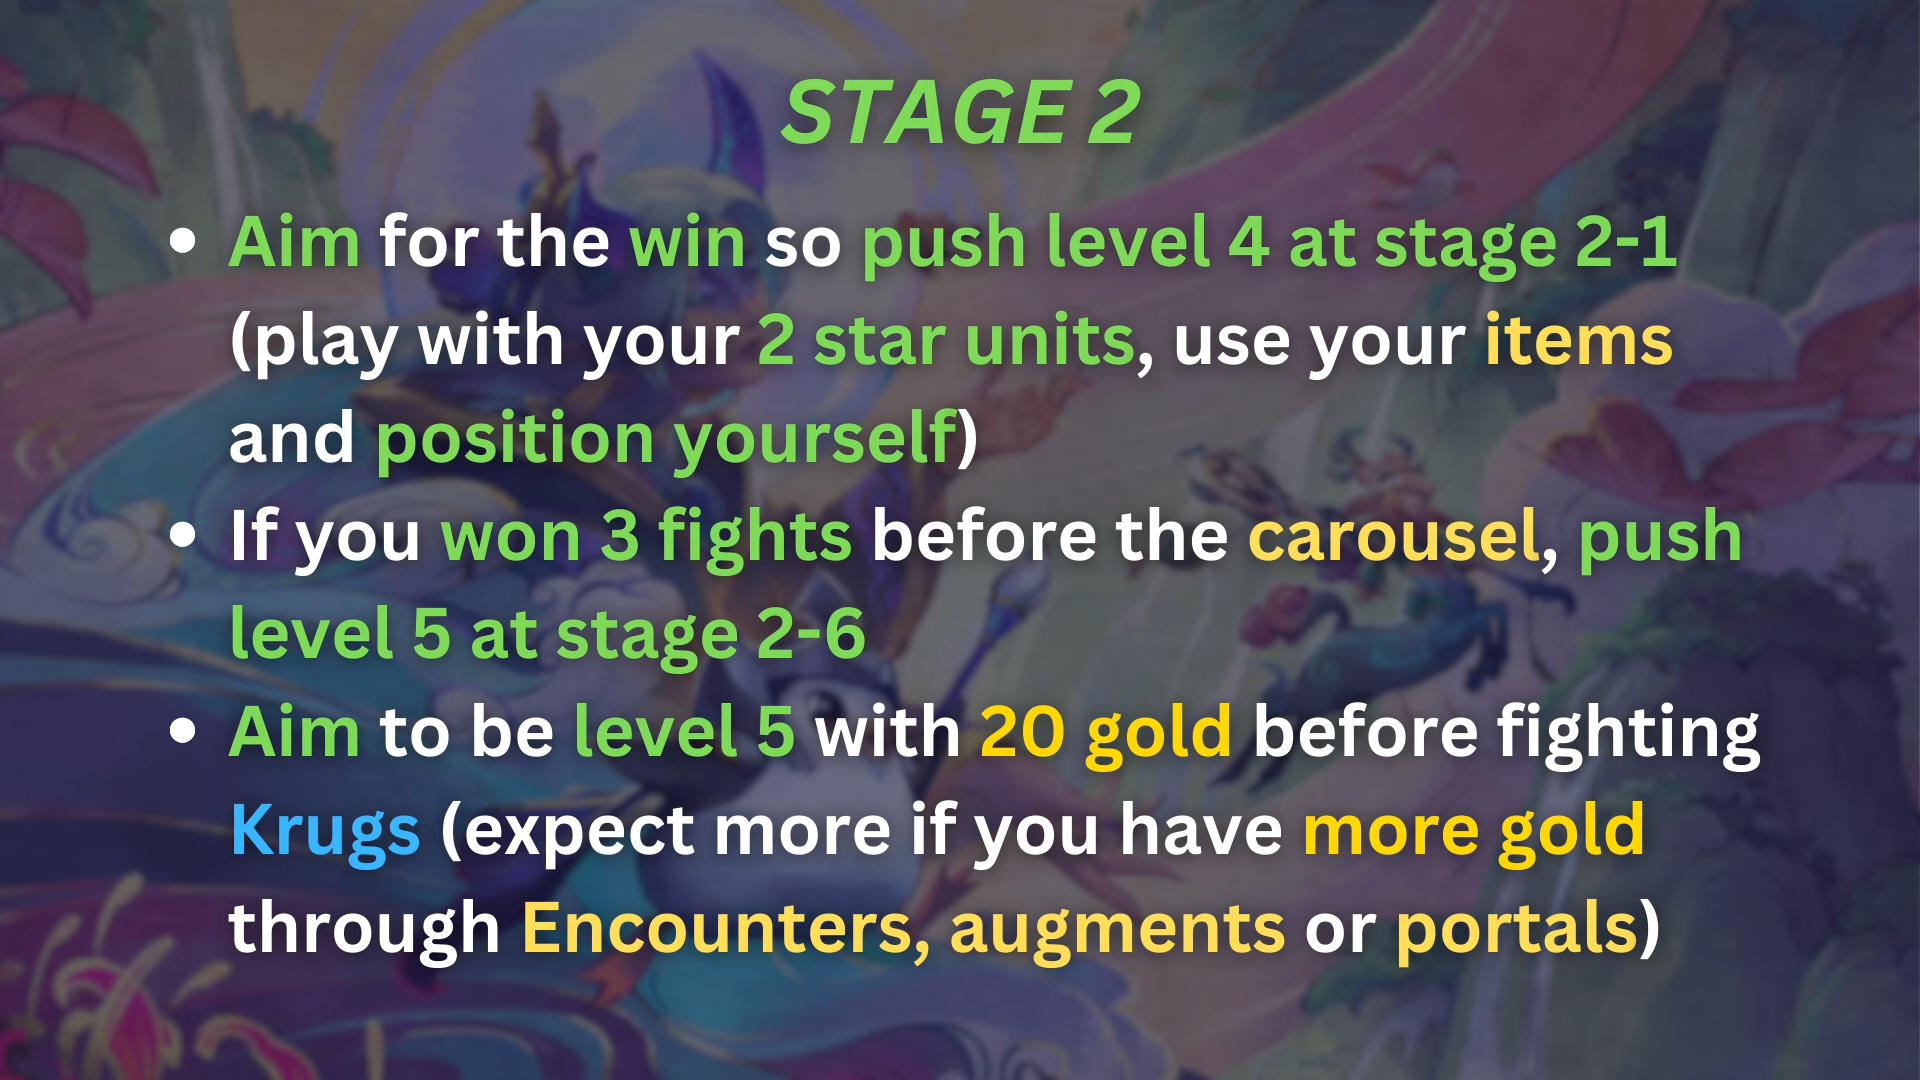 STAGE 2
• Aim for the win so push level 4 at stage 2-1
(play with your 2 star units, use your items
and position yourself)
• If you won 3 fights before the carousel, push
level 5 at stage 2-6
• Aim to be level 5 with 20 gold before fighting
Krugs (expect more if you have more gold
through Encounters, augments or portals)